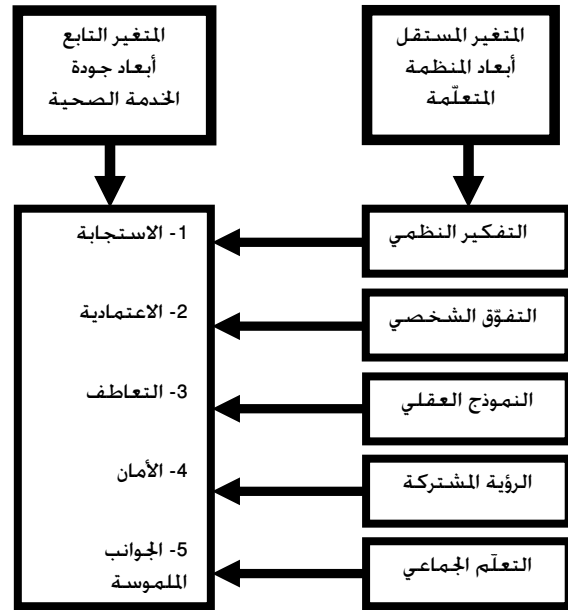 المتغير المستقل
أبعاد المنظمة
المتعلّمة
المتغير التابع
أبعاد جودة
الخدمة الصحية
التفكير النظمي
التفوّق الشخصي
النموذج العقلي
الرؤية المشتركة
التعلّم الجماعي
1- الاستجابة
2- الاعتمادية
3- التعاطف
4- الأمان
5- الجوانب
الملموسة